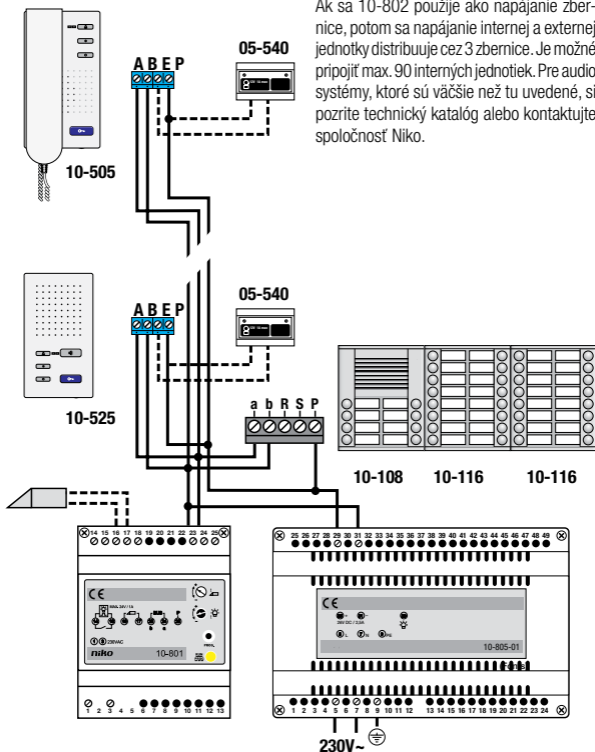 Ak sa 10-802 použije ako napájanie zber-
nice, potom sa napájanie internej a externej
jednotky distribuuje cez 3 zbernice. Je možné
pripojiť max. 90 interných jednotiek. Pre audio
systémy, ktoré sú väčšie než tu uvedené, si
pozrite technický katalóg alebo kontaktujte
spoločnosť Niko.
A B E P
05-540
10-505
A B E P
05-540
10-525
a b R S P
10-108 10-116 10-116
14 15 16 17 18 19 20 21 22 23 24 25
25 26 27 28 29 30 31 32 33 34 35 36 37 38 39 40 41 42 43 44 45 46 47 48 49
CE
230VAC
PROG.
niko 10-801
CE
24V DC / 2,5A
10-805-01
1 2 3 4 5 6 7 8 9 10 11 12 13
1 2 3 4 5 6 7 8 9 10 11 12 13 14 15 16 17 18 19 20 21 22 23 24
230V~